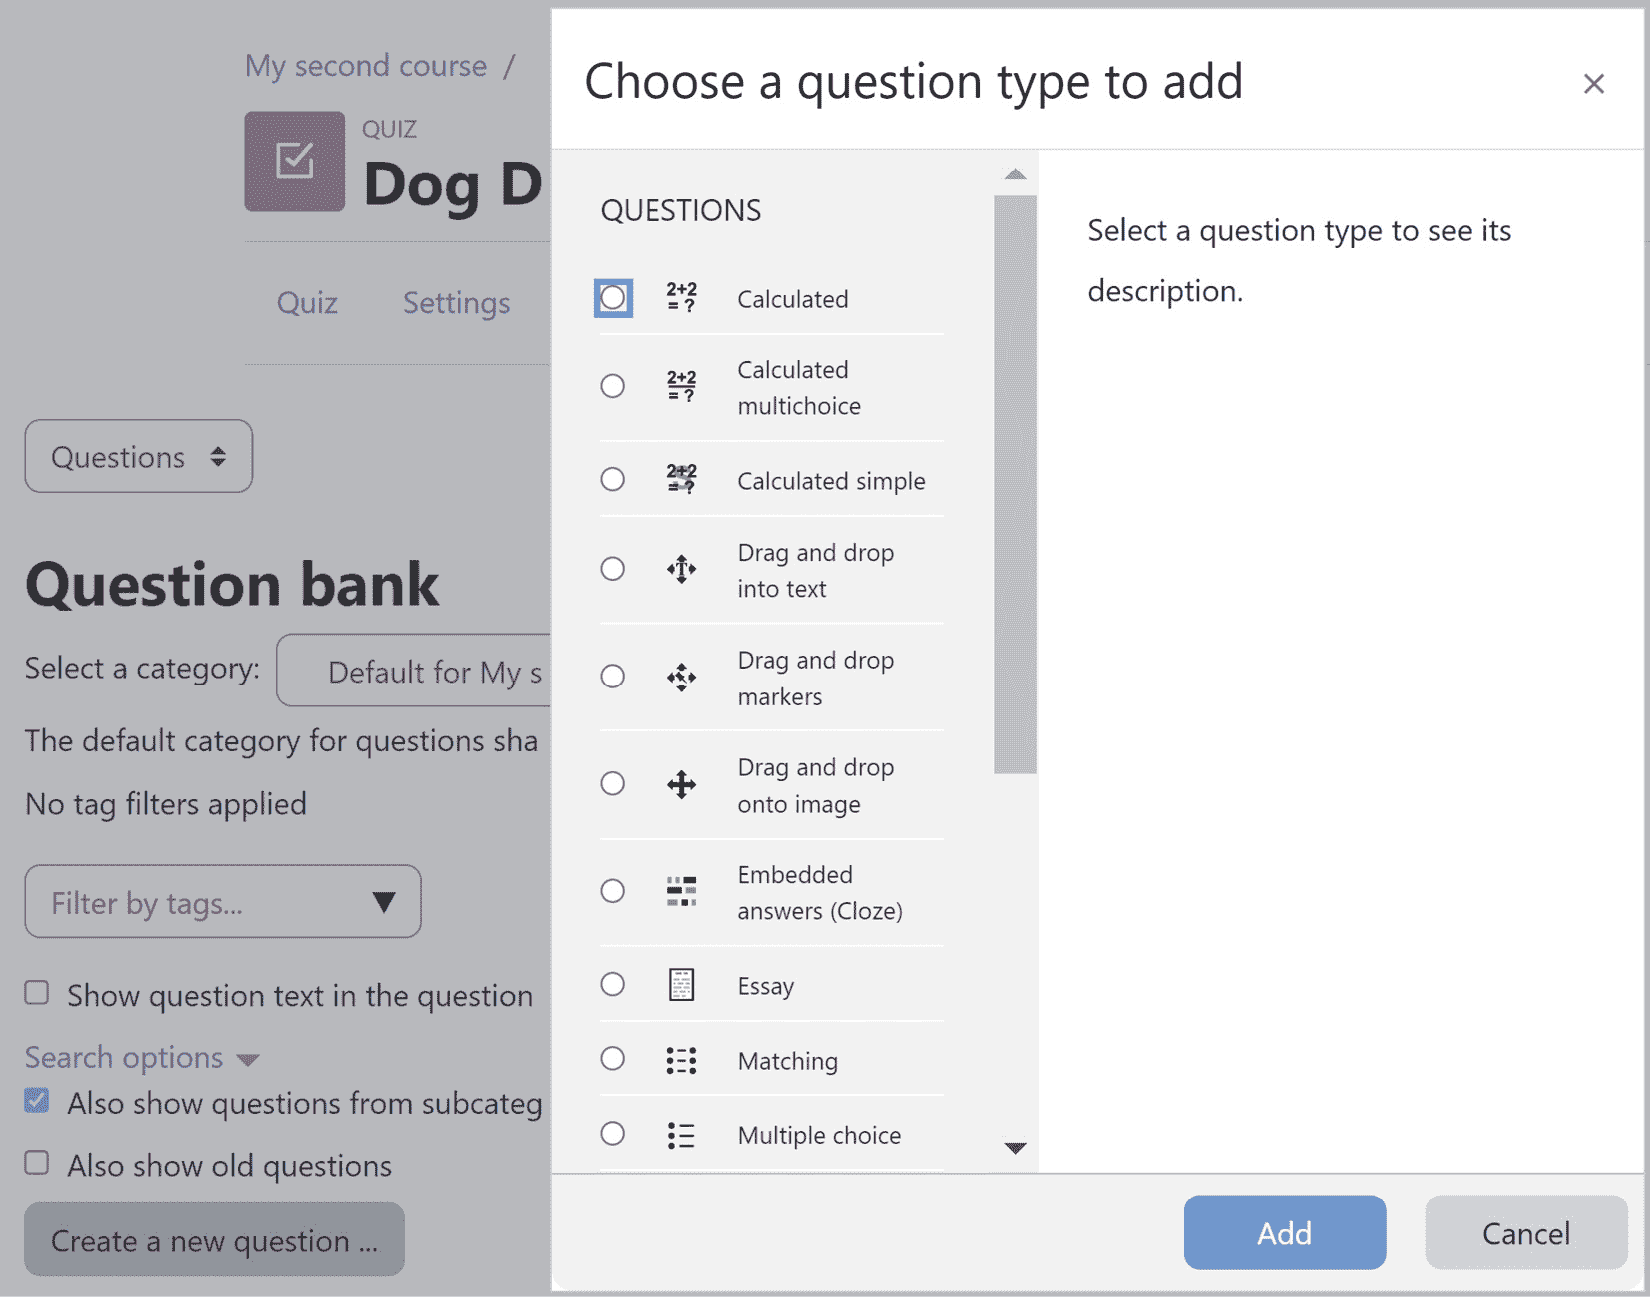 My second course /
QUIZ
Dog D
Quiz
Settings
Questions
Question bank
Select a category:
Default for My s
The default category for questions sha
No tag filters applied
Filter by tags...
Show question text in the question
Search options
Also show questions from subcateg
Also show old questions
Create a new question ...
Choose a question type to add
×
QUESTIONS
2+2
= ?
Calculated
2+2
= ?
Calculated
multichoice
2+2
= ?
Calculated simple
Drag and drop
into text
Drag and drop
markers
Drag and drop
onto image
Embedded
answers (Cloze)
Essay
Matching
Multiple choice
Select a question type to see its
description.
Add
Cancel